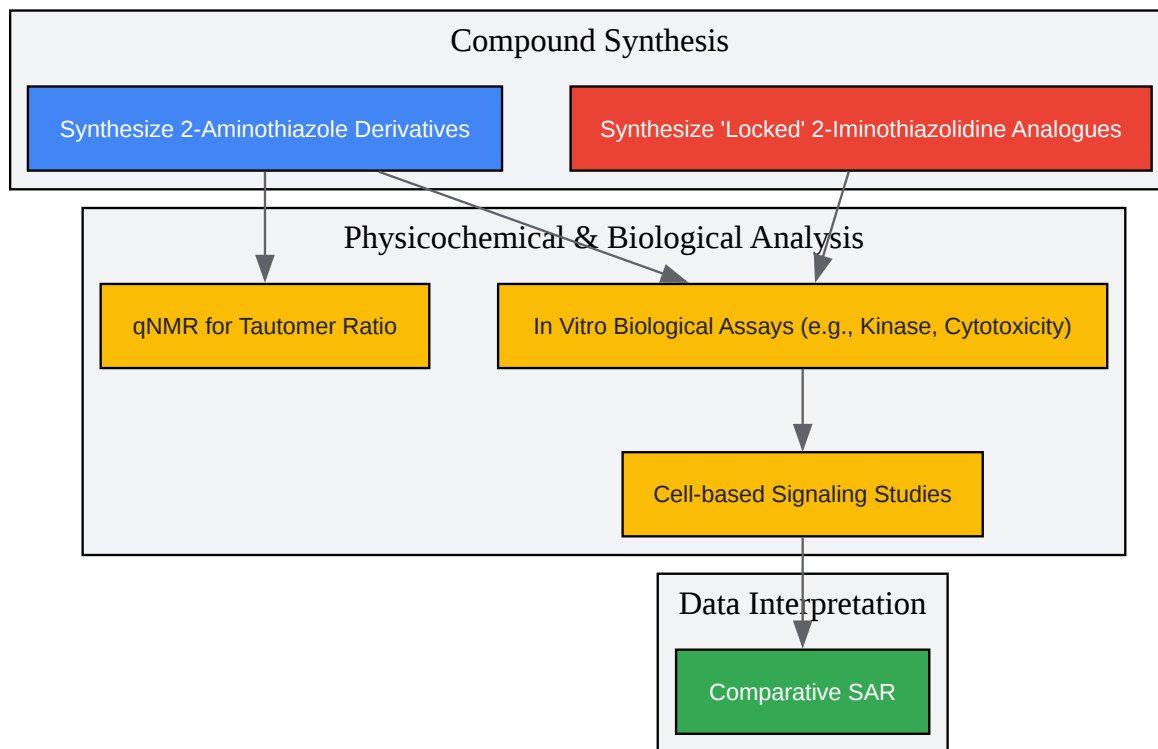 Compound Synthesis
Synthesize 2-Aminothiazole Derivatives
Synthesize 'Locked' 2-Iminothiazolidine Analogues
Physicochemical & Biological Analysis
qNMR for Tautomer Ratio
In Vitro Biological Assays (e.g., Kinase, Cytotoxicity)
Cell-based Signaling Studies
Data Interpretation
Comparative SAR